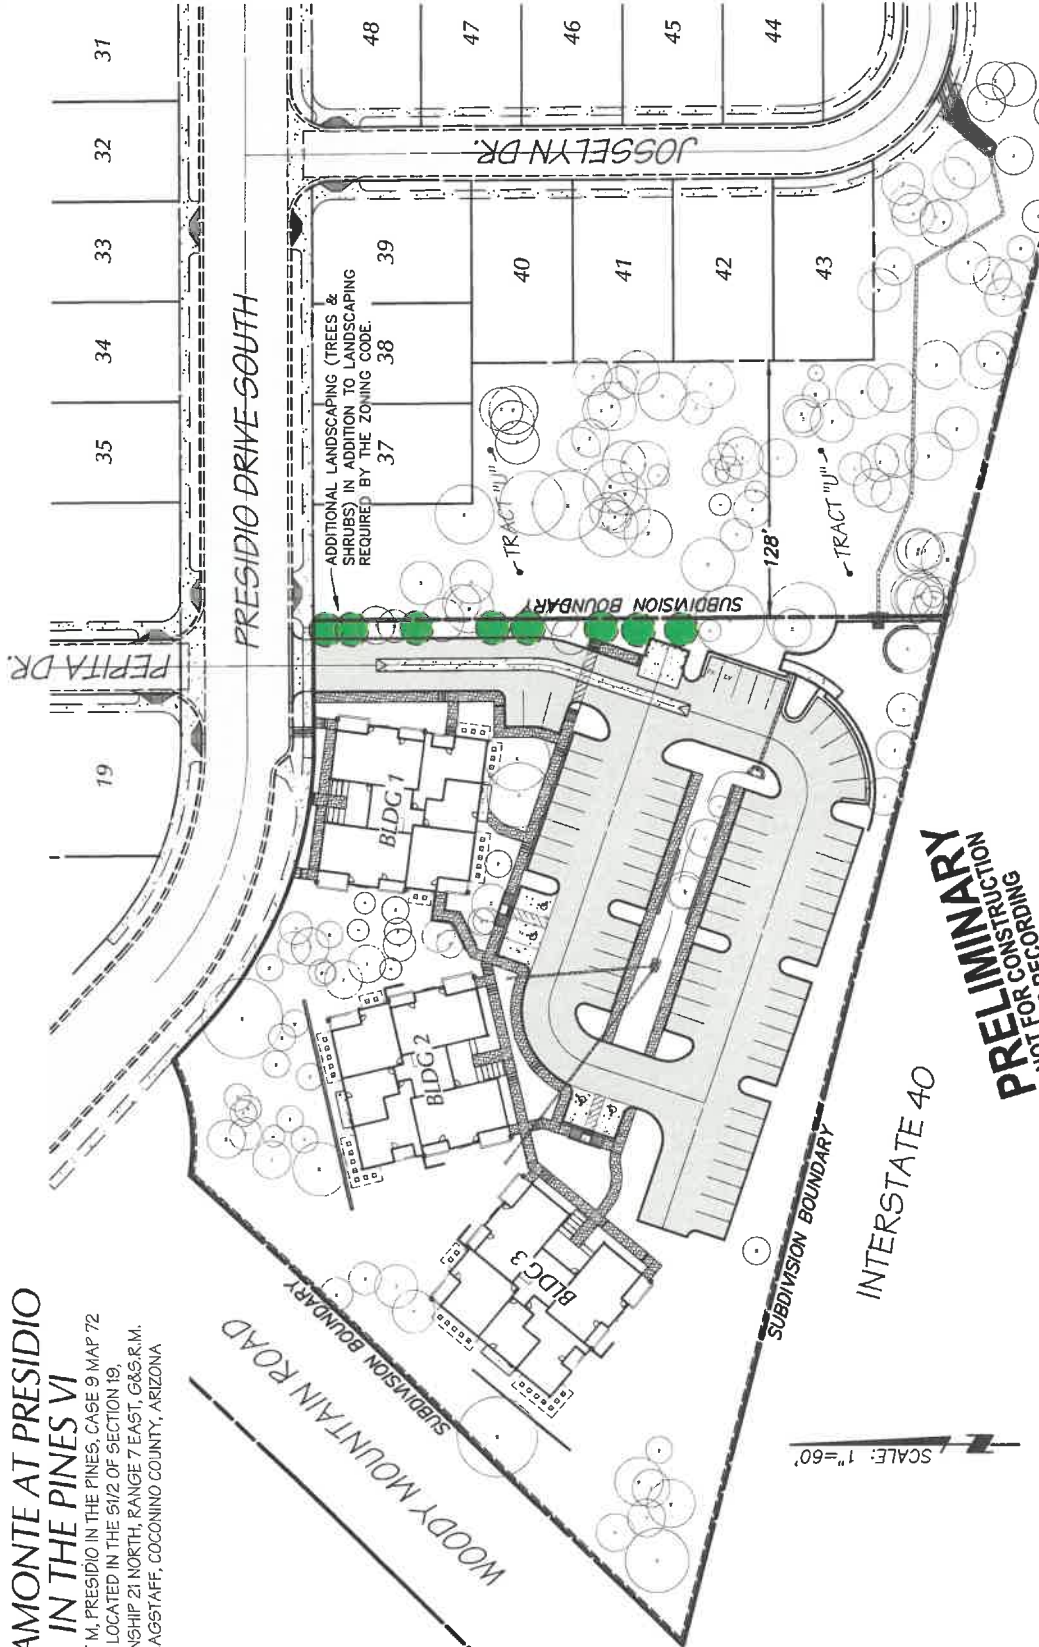 AMONTE AT PRESIDIO
IN THE PINES VI
M, PRESIDIO IN THE PINES, CASE 9 MAP 72
LOCATED IN THE S1/2 OF SECTION 19,
NSHIP 21 NORTH, RANGE 7 EAST, G&S.R.M.
AGSTAFF, COCONINO COUNTY, ARIZONA
31
32
33
34
35
19
48
47
46
45
44
39
38
37
40
41
42
43
PEPITA DR.
PRESIDIO DRIVE SOUTH
JOSSELYN DR.
ADDITIONAL LANDSCAPING (TREES &
SHRUBS) IN ADDITION TO LANDSCAPING
REQUIRED BY THE ZONING CODE.
TRACT "U"
TRACT "U"
128'
SUBDIVISION BOUNDARY
BLDG 1
BLDG 2
BLDG 3
SUBDIVISION BOUNDARY
WOODY MOUNTAIN ROAD
SUBDIVISION BOUNDARY
INTERSTATE 40
SCALE: 1"=60'
PRELIMINARY
NOT FOR CONSTRUCTION
RECORDING